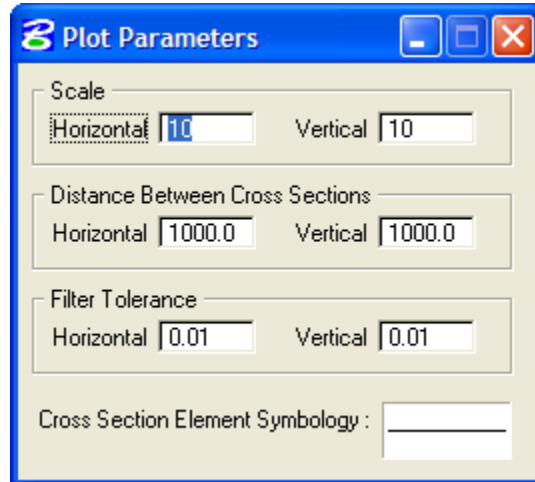 Plot Parameters
Scale
Horizontal 10 Vertical 10
Distance Between Cross Sections
Horizontal 1000.0 Vertical 1000.0
Filter Tolerance
Horizontal 0.01 Vertical 0.01
Cross Section Element Symbology :